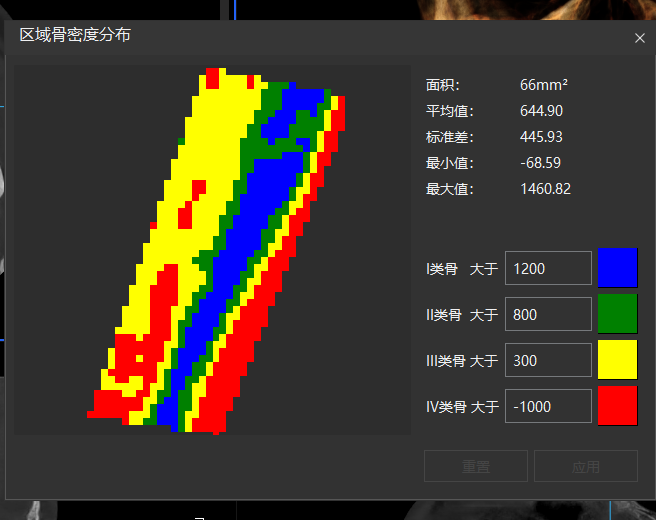 区域骨密度分布
面积： 66mm²
平均值： 644.90
标准差： 445.93
最小值： -68.59
最大值： 1460.82
I类骨 大于 1200
II类骨 大于 800
III类骨 大于 300
IV类骨 大于 -1000
重置 应用